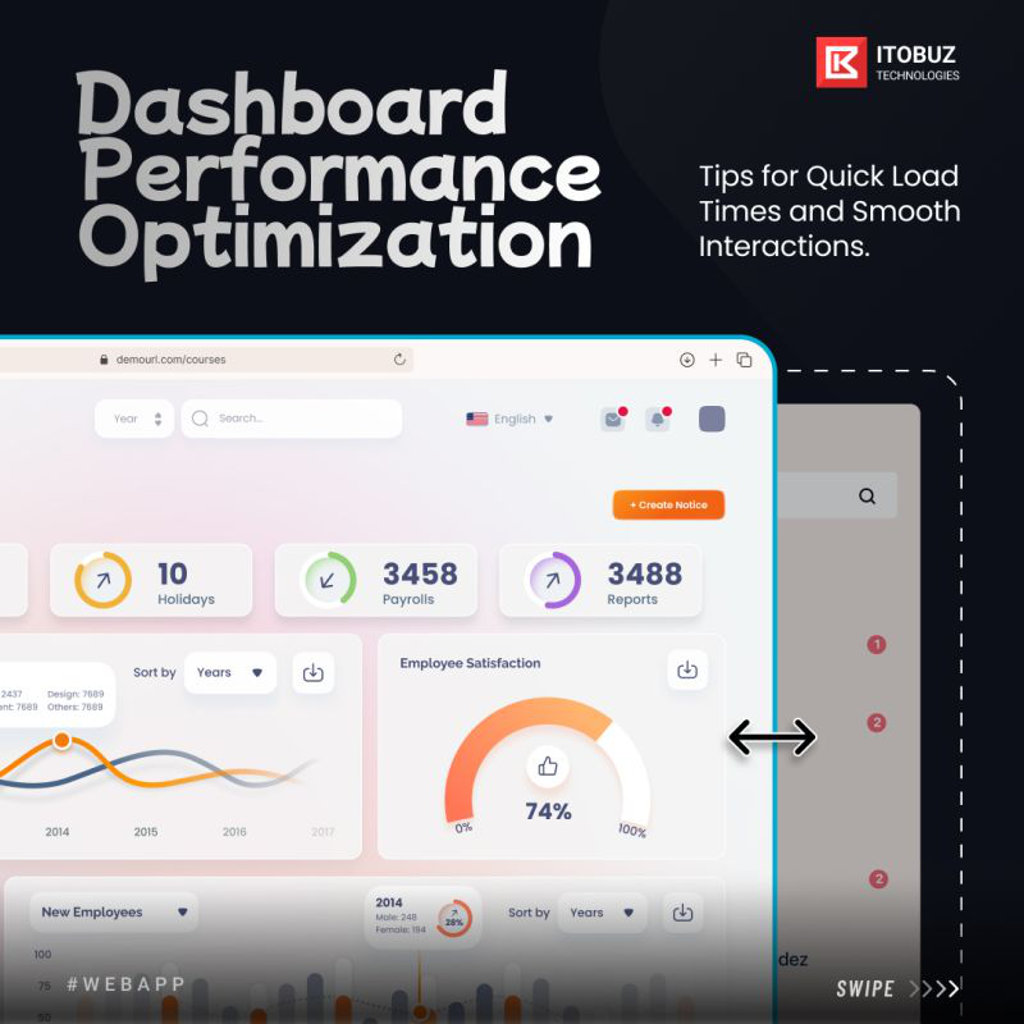 ITOBUZ
TECHNOLOGIES
Dashboard
Performance
Optimization
Tips for Quick Load
Times and Smooth
Interactions.
demourl.com/courses
Year
Search...
English
+ Create Notice
10
Holidays
3458
Payrolls
3488
Reports
Sort by
Years
2437
Design: 7689
ent: 7689
Others: 7689
2014
2015
2016
2017
Employee Satisfaction
74%
0%
100%
1
2
2
New Employees
2014
Male: 248
Female: 194
28%
Sort by
Years
100
75
50
dez
#WEBAPP
SWIPE